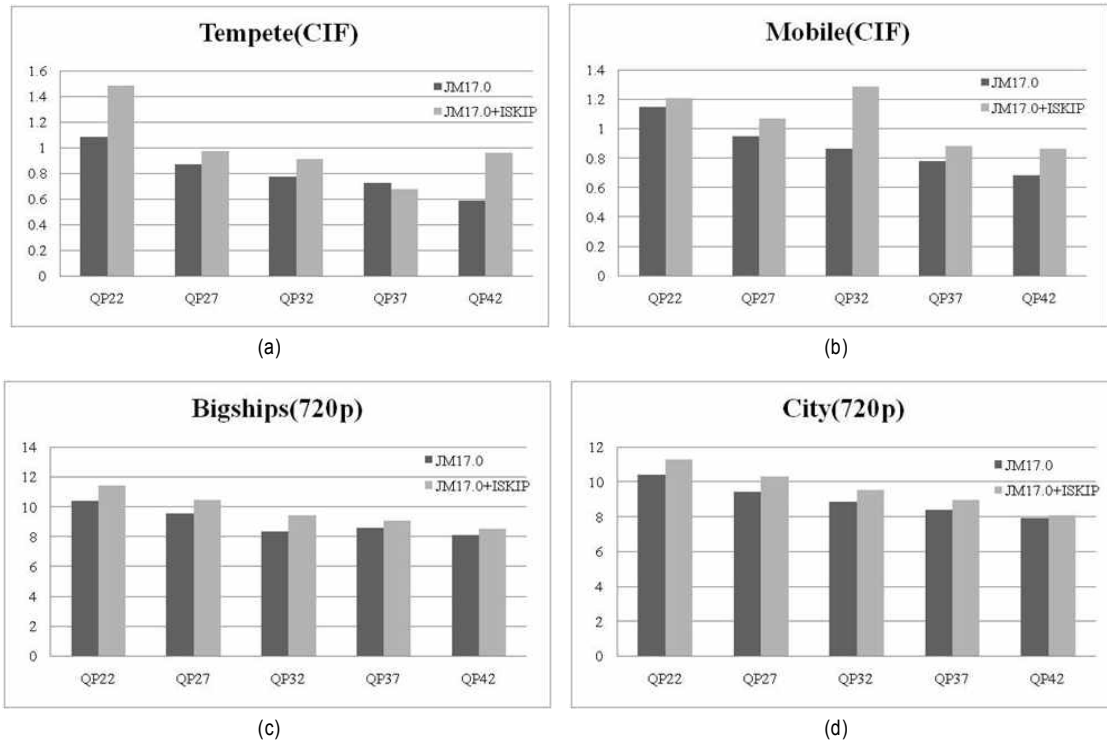 Tempete(CIF)
1.6
1.4
1.2
1
0.8
0.6
0.4
0.2
0
JM17.0
JM17.0+ISKIP
QP22 QP27 QP32 QP37 QP42
(a)
Mobile(CIF)
1.4
1.2
1
0.8
0.6
0.4
0.2
0
JM17.0
JM17.0+ISKIP
QP22 QP27 QP32 QP37 QP42
(b)
Bigships(720p)
14
12
10
8
6
4
2
0
JM17.0
JM17.0+ISKIP
QP22 QP27 QP32 QP37 QP42
(c)
City(720p)
12
10
8
6
4
2
0
JM17.0
JM17.0+ISKIP
QP22 QP27 QP32 QP37 QP42
(d)